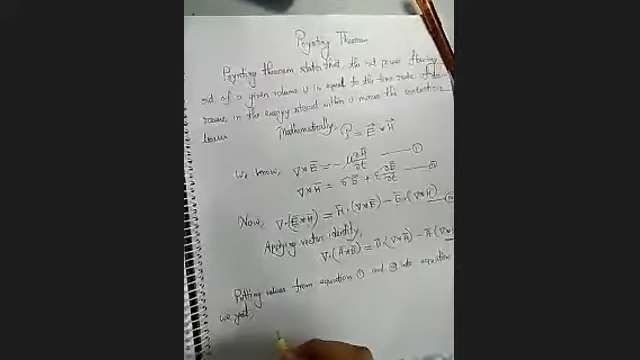 Poynting Theorem
Poynting theorem states that, the net power flowing
out of a given volume v is equal to the time rate of
in the energy stored within v minus the conduction
losses
Mathematically, P = E⃗ × H⃗
We know, ∇×E̅ = -μ∂H̅/∂t —— ①
∇×H̅ = σE̅ + ε∂E̅/∂t —— ②
Now, ∇·(E̅×H̅) = H̅·(∇×E̅) - E̅·(∇×H̅) ——
Applying vector identity,
∇·(A̅×B̅) = B̅·(∇×A̅) - A̅·(∇×
Putting values from equation ① and ② into equation
we get,